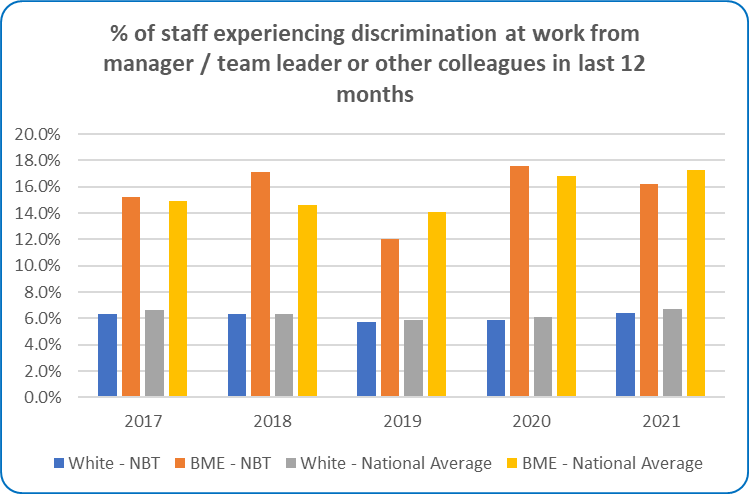 % of staff experiencing discrimination at work from
manager / team leader or other colleagues in last 12
months
20.0%
18.0%
16.0%
14.0%
12.0%
10.0%
8.0%
6.0%
4.0%
2.0%
0.0%
2017 2018 2019 2020 2021
White - NBT BME - NBT White - National Average BME - National Average